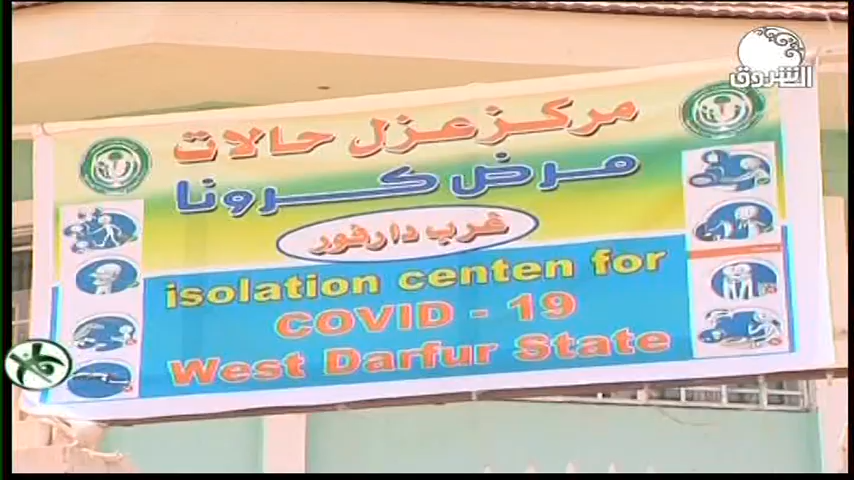 الشروق
مركز عزل حالات
مرض كرونا
غرب دارفور
isolation centen for
COVID - 19
West Darfur State